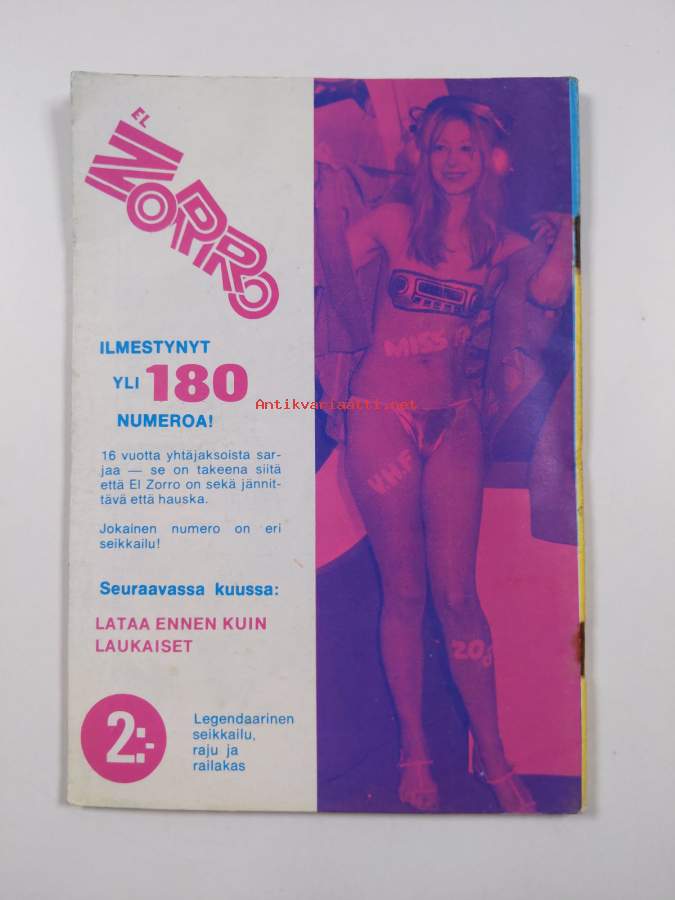 EL
ZORRO
ILMESTYNYT
YLI 180
NUMEROA!
16 vuotta yhtäjaksoista sar-
jaa — se on takeena siitä
että El Zorro on sekä jännit-
tävä että hauska.
Jokainen numero on eri
seikkailu!
Seuraavassa kuussa:
LATAA ENNEN KUIN
LAUKAISET
2:-
Legendaarinen
seikkailu,
raju ja
railakas
MISS
V.H.F
Antikvariaatti.net